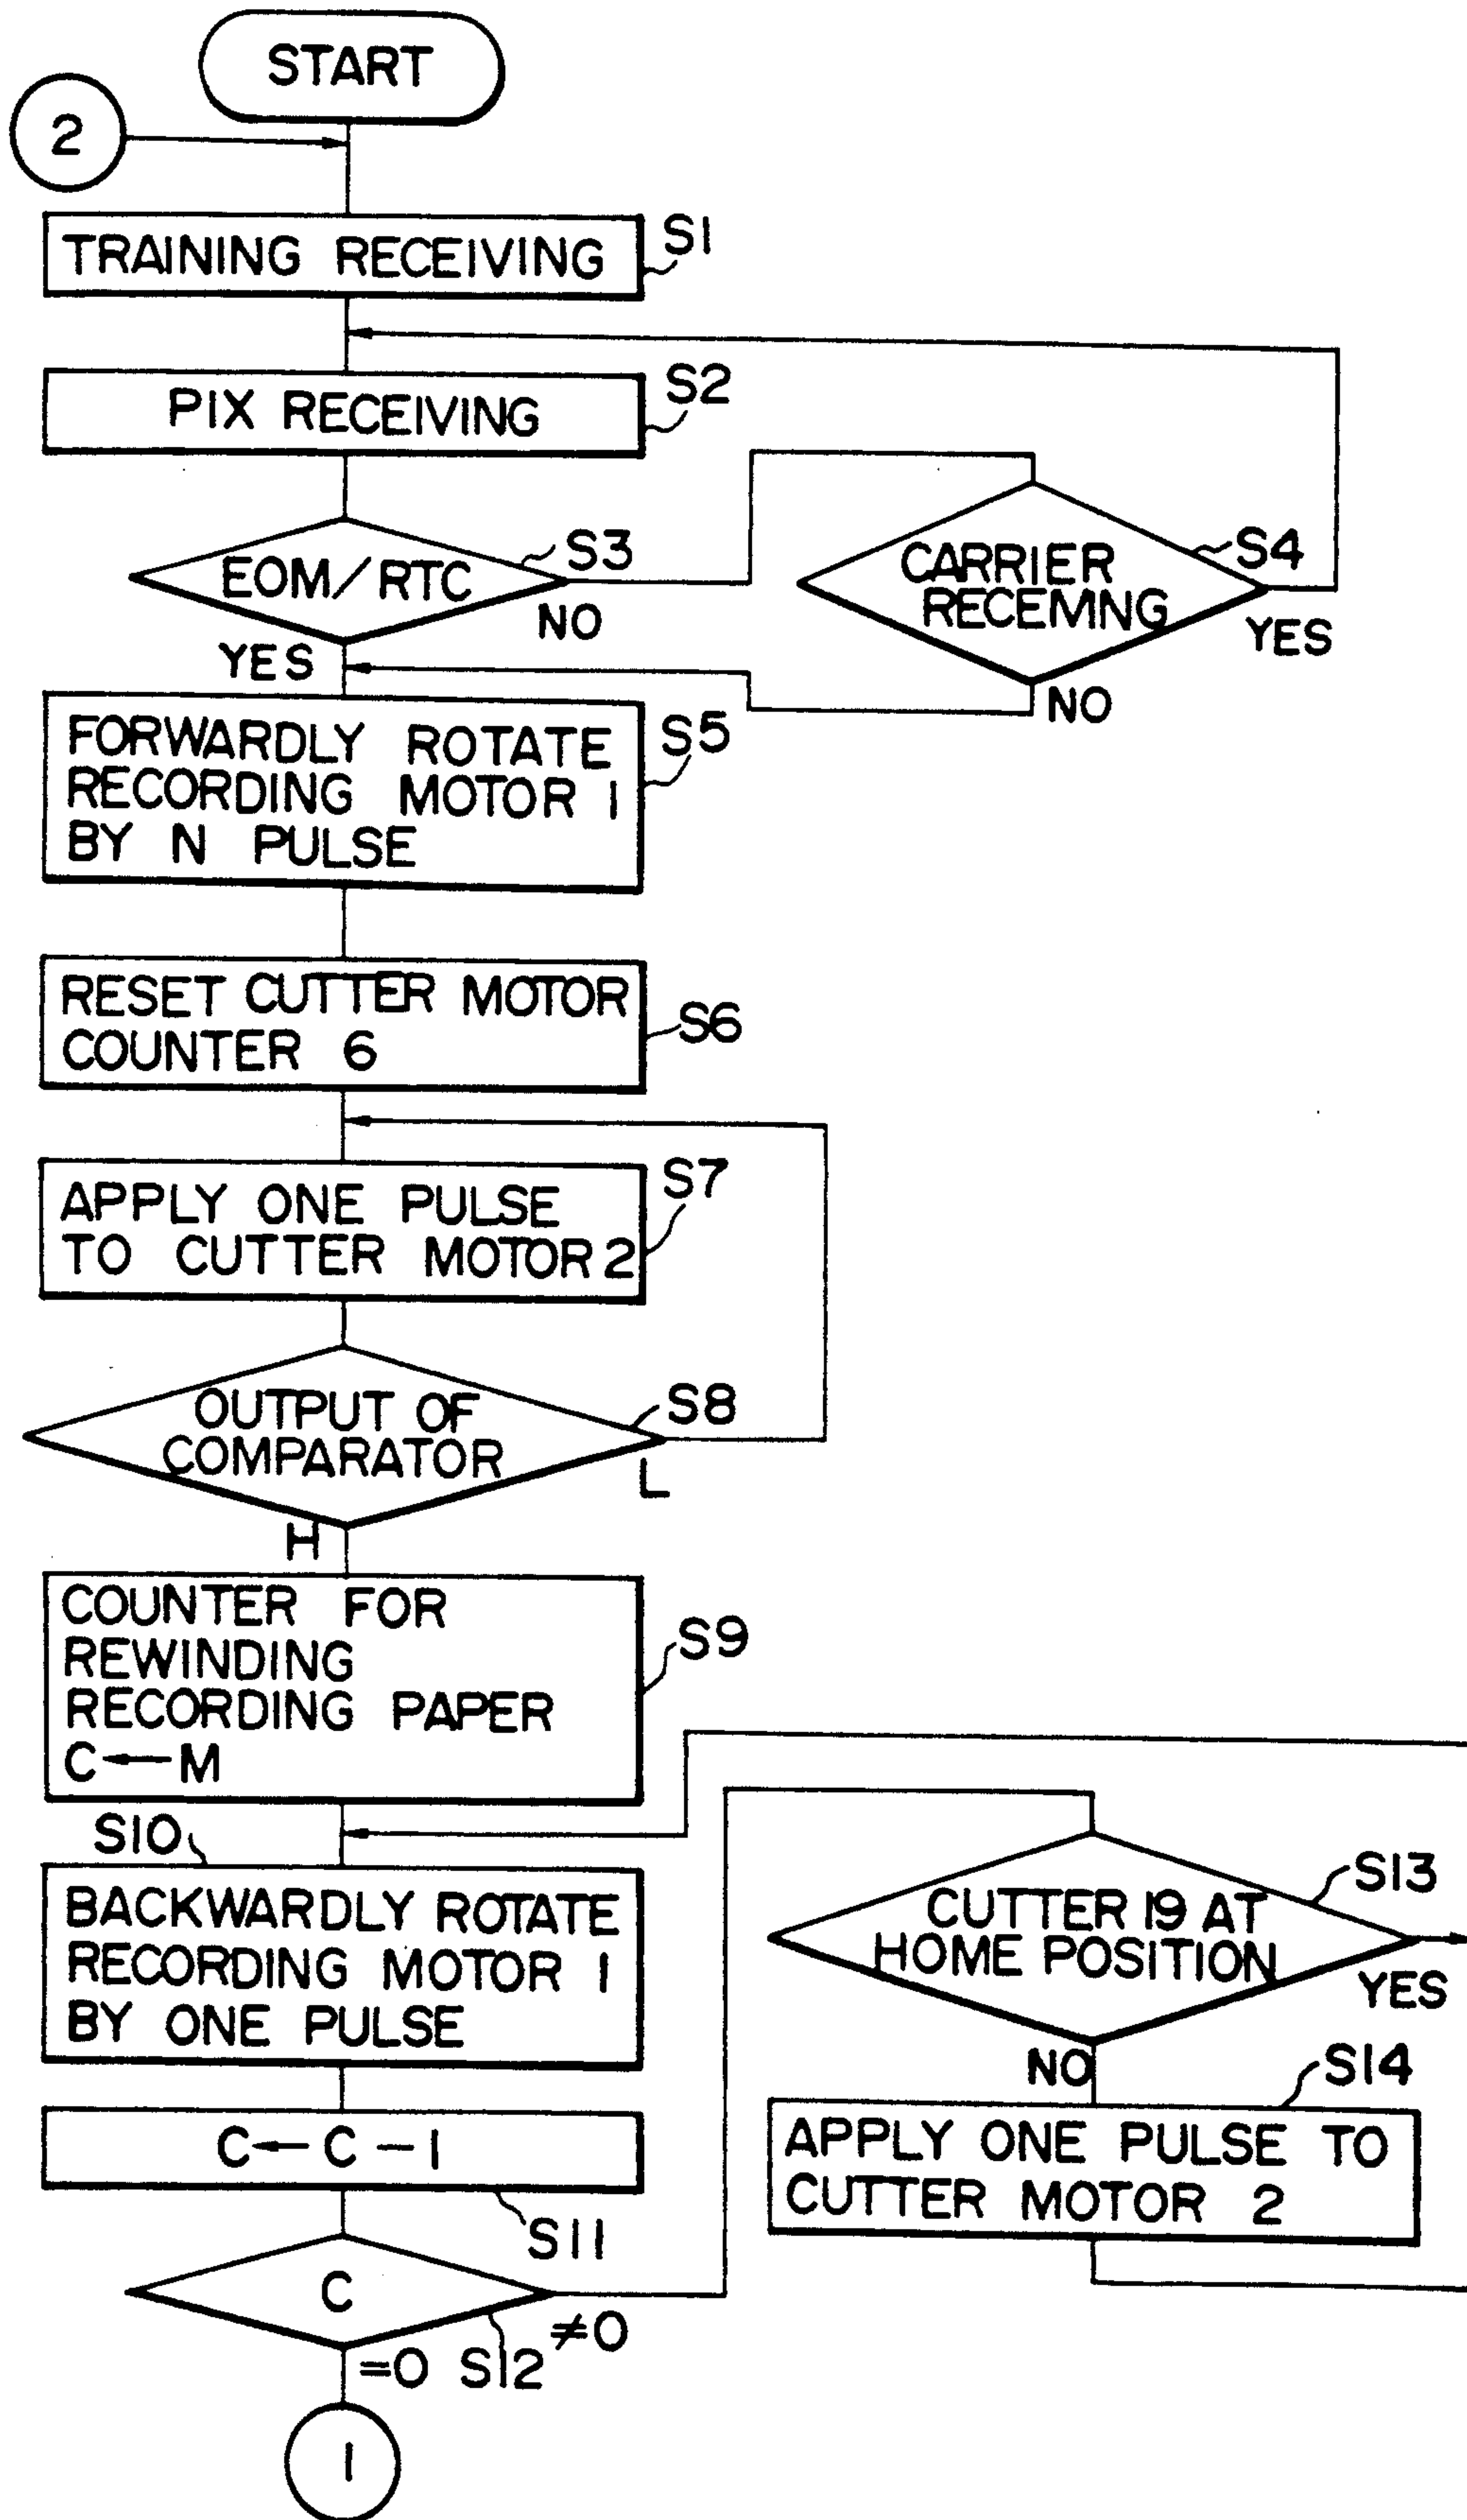 START
2
TRAINING RECEIVING
S1
PIX RECEIVING
S2
EOM/RTC
S3
NO
YES
CARRIER
RECEMNG
S4
YES
NO
FORWARDLY ROTATE
RECORDING MOTOR 1
BY N PULSE
S5
RESET CUTTER MOTOR
COUNTER 6
S6
APPLY ONE PULSE
TO CUTTER MOTOR 2
S7
OUTPUT OF
COMPARATOR
S8
L
H
COUNTER FOR
REWINDING
RECORDING PAPER
C ← M
S9
S10
BACKWARDLY ROTATE
RECORDING MOTOR 1
BY ONE PULSE
C ← C - 1
S11
C
=0
S12
≠0
1
CUTTER 19 AT
HOME POSITION
S13
YES
NO
S14
APPLY ONE PULSE TO
CUTTER MOTOR 2